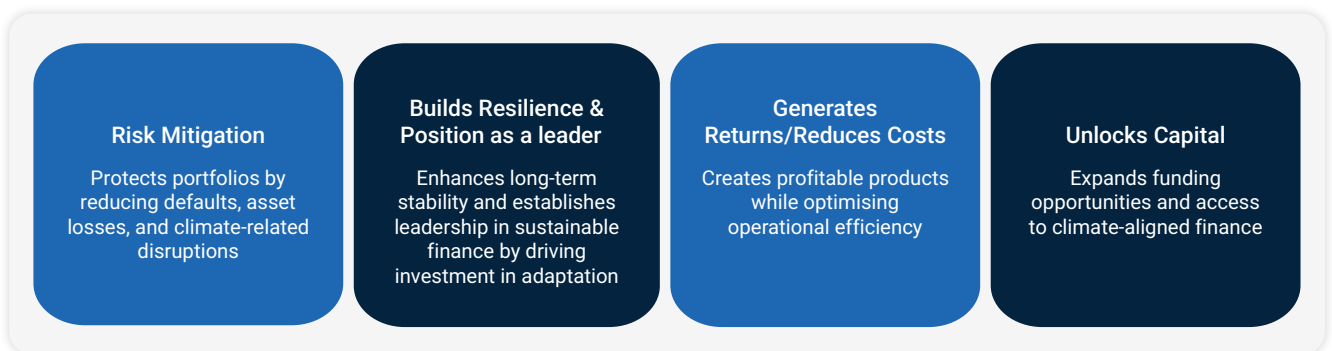 Risk Mitigation
Protects portfolios by
reducing defaults, asset
losses, and climate-related
disruptions
Builds Resilience &
Position as a leader
Enhances long-term
stability and establishes
leadership in sustainable
finance by driving
investment in adaptation
Generates
Returns/Reduces Costs
Creates profitable products
while optimising
operational efficiency
Unlocks Capital
Expands funding
opportunities and access
to climate-aligned finance